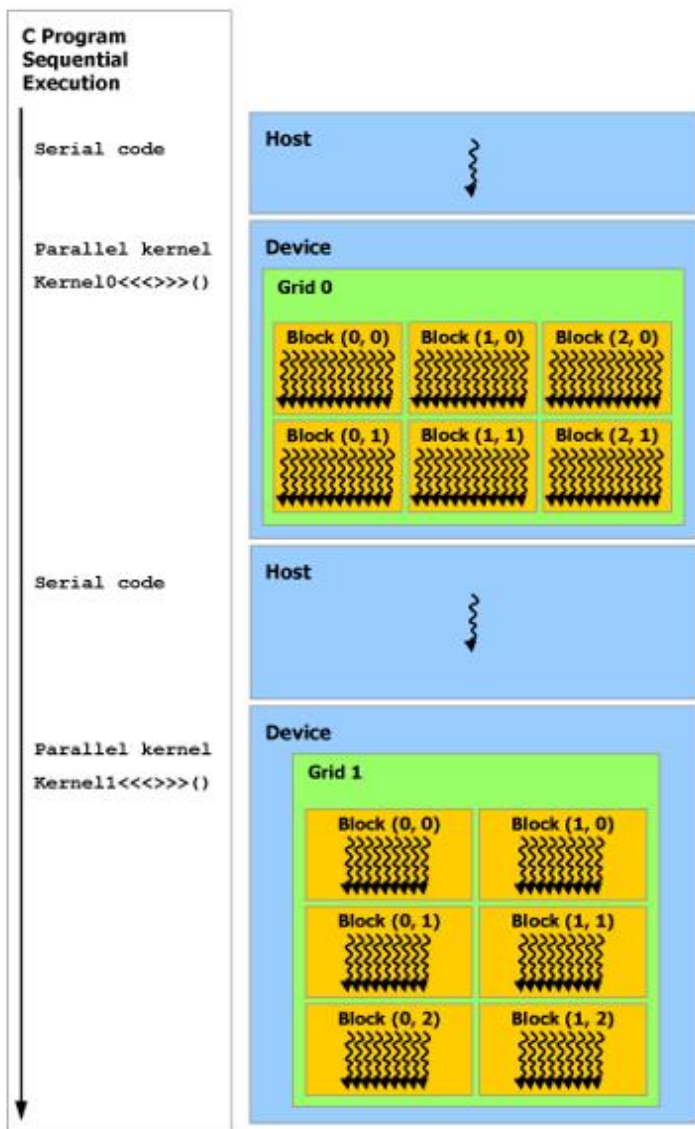 C Program
Sequential
Execution
Serial code
Host
Parallel kernel
Kernel0<<<>>>()
Device
Grid 0
Block (0, 0)
Block (1, 0)
Block (2, 0)
Block (0, 1)
Block (1, 1)
Block (2, 1)
Serial code
Host
Parallel kernel
Kernel1<<<>>>()
Device
Grid 1
Block (0, 0)
Block (1, 0)
Block (0, 1)
Block (1, 1)
Block (0, 2)
Block (1, 2)